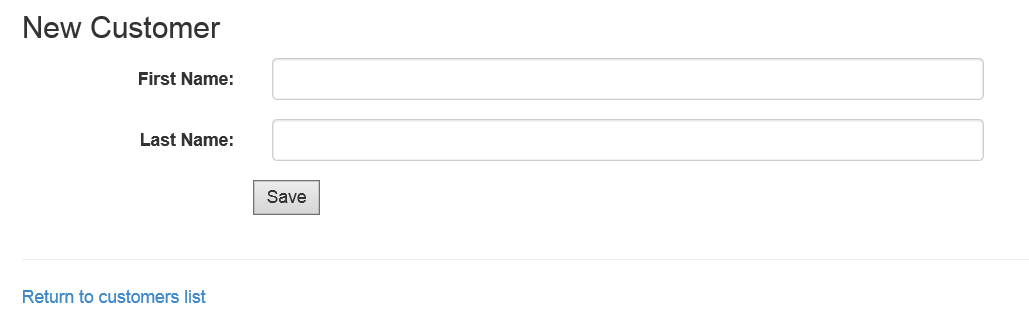 New Customer
First Name:
Last Name:
Save
Return to customers list